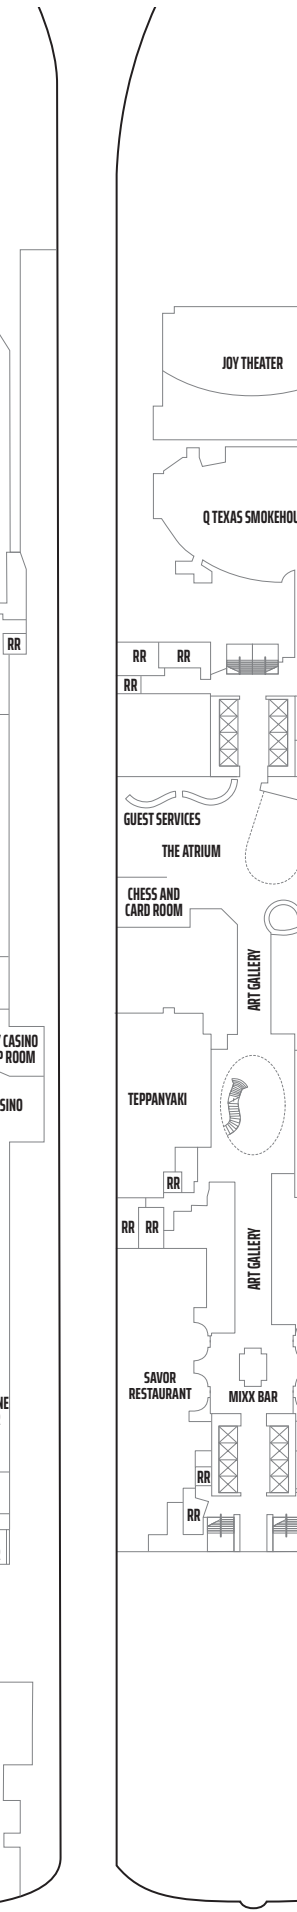 JOY THEATER
Q TEXAS SMOKEHOU
RR
RR
RR
RR
GUEST SERVICES
THE ATRIUM
CHESS AND
CARD ROOM
ART GALLERY
CASINO
P ROOM
SINO
TEPPANYAKI
RR
RR
RR
ART GALLERY
SAVOR
RESTAURANT
MIXX BAR
NE
RR
RR